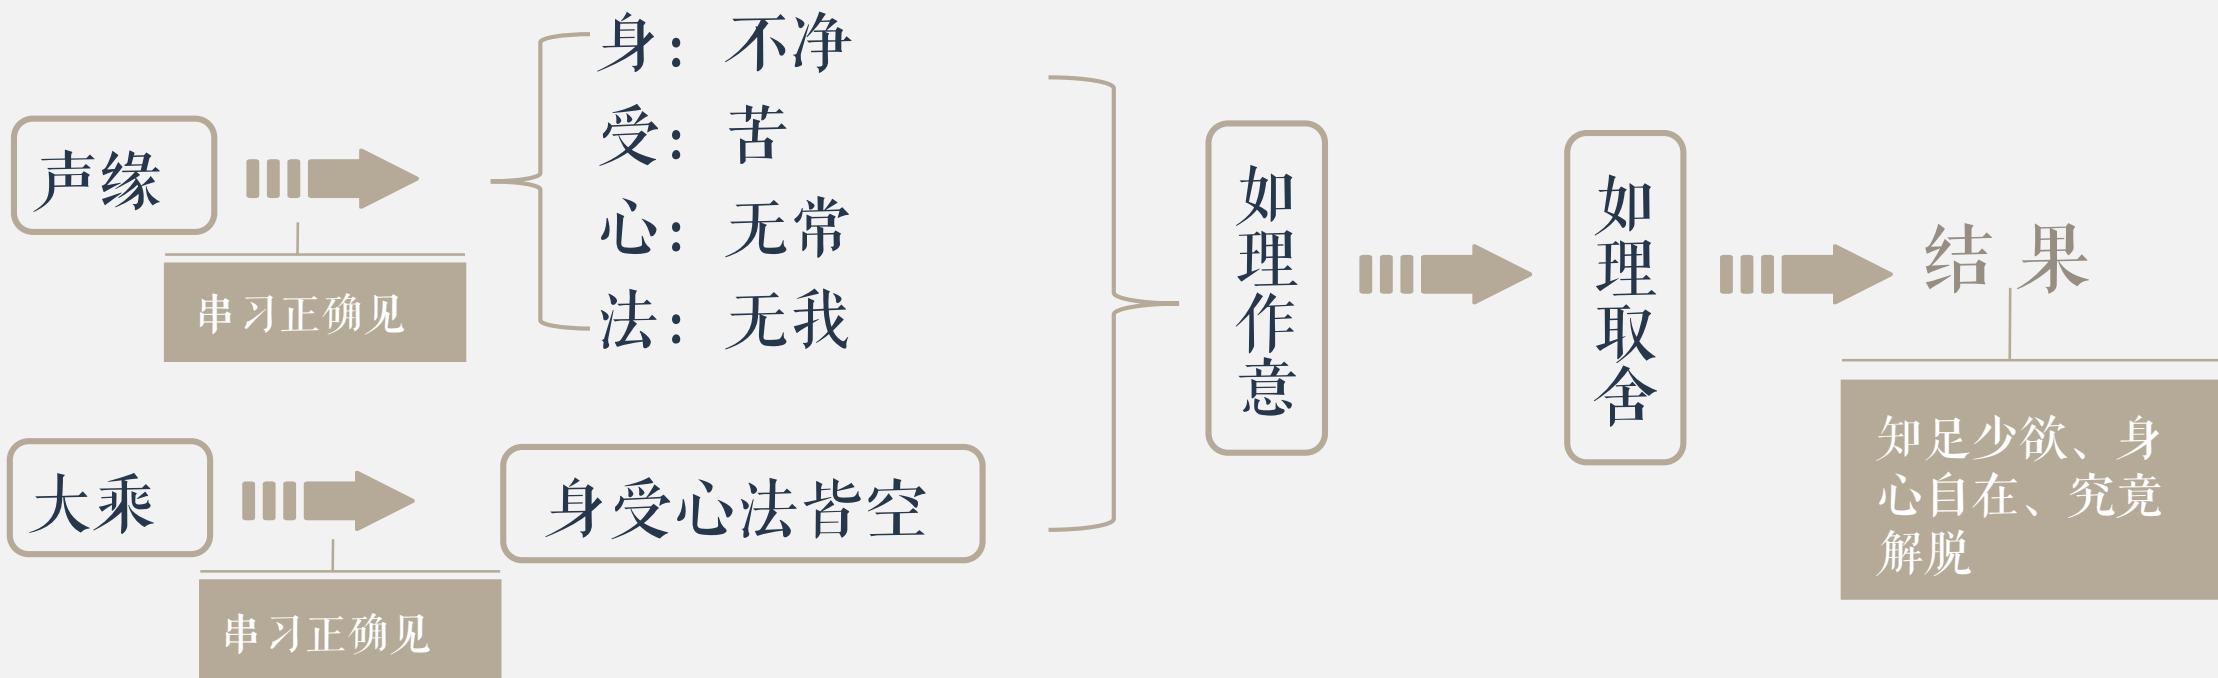 声缘
串习正确见
身：不净
受：苦
心：无常
法：无我
大乘
串习正确见
身受心法皆空
如理作意
如理取舍
结果
知足少欲、身
心自在、究竟
解脱